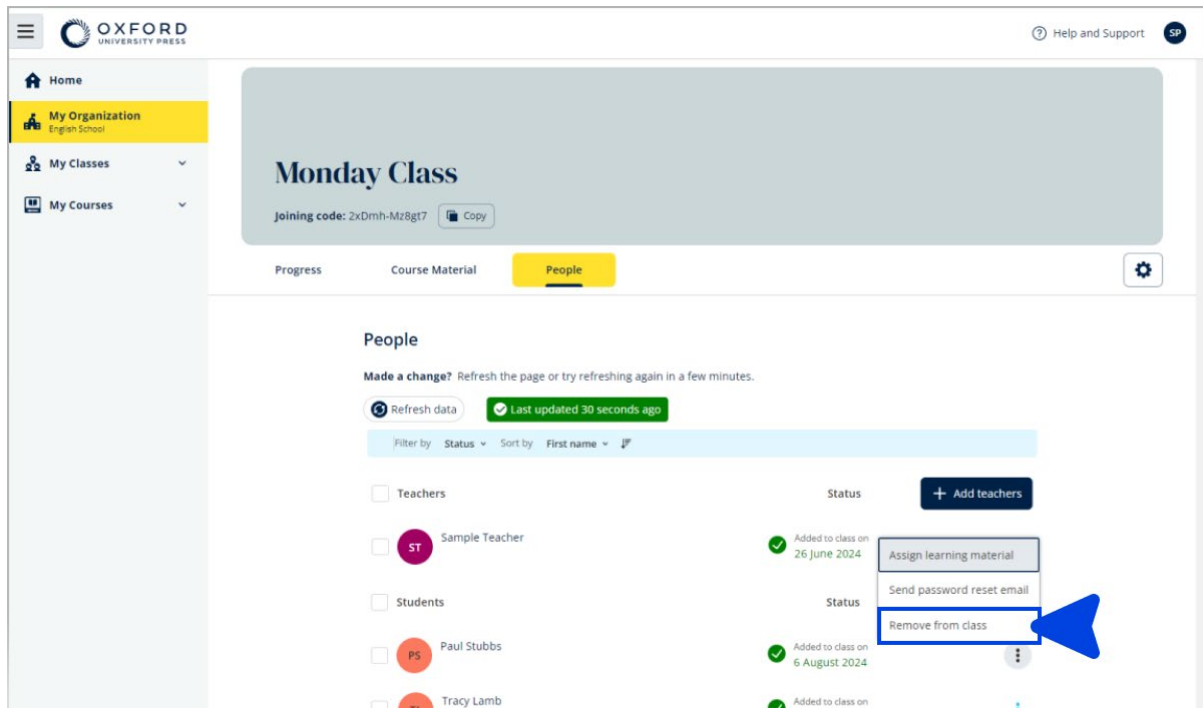 OXFORD
UNIVERSITY PRESS
Help and Support
SP
Home
My Organization
English School
My Classes
My Courses
Monday Class
Joining code: 2xDmh-Mz8gt7
Copy
Progress
Course Material
People
People
Made a change? Refresh the page or try refreshing again in a few minutes.
Refresh data
Last updated 30 seconds ago
Filter by Status Sort by First name
Teachers
Status
+ Add teachers
ST
Sample Teacher
Added to class on
26 June 2024
Assign learning material
Send password reset email
Remove from class
Students
Status
PS
Paul Stubbs
Added to class on
6 August 2024
Tracy Lamb
Added to class on